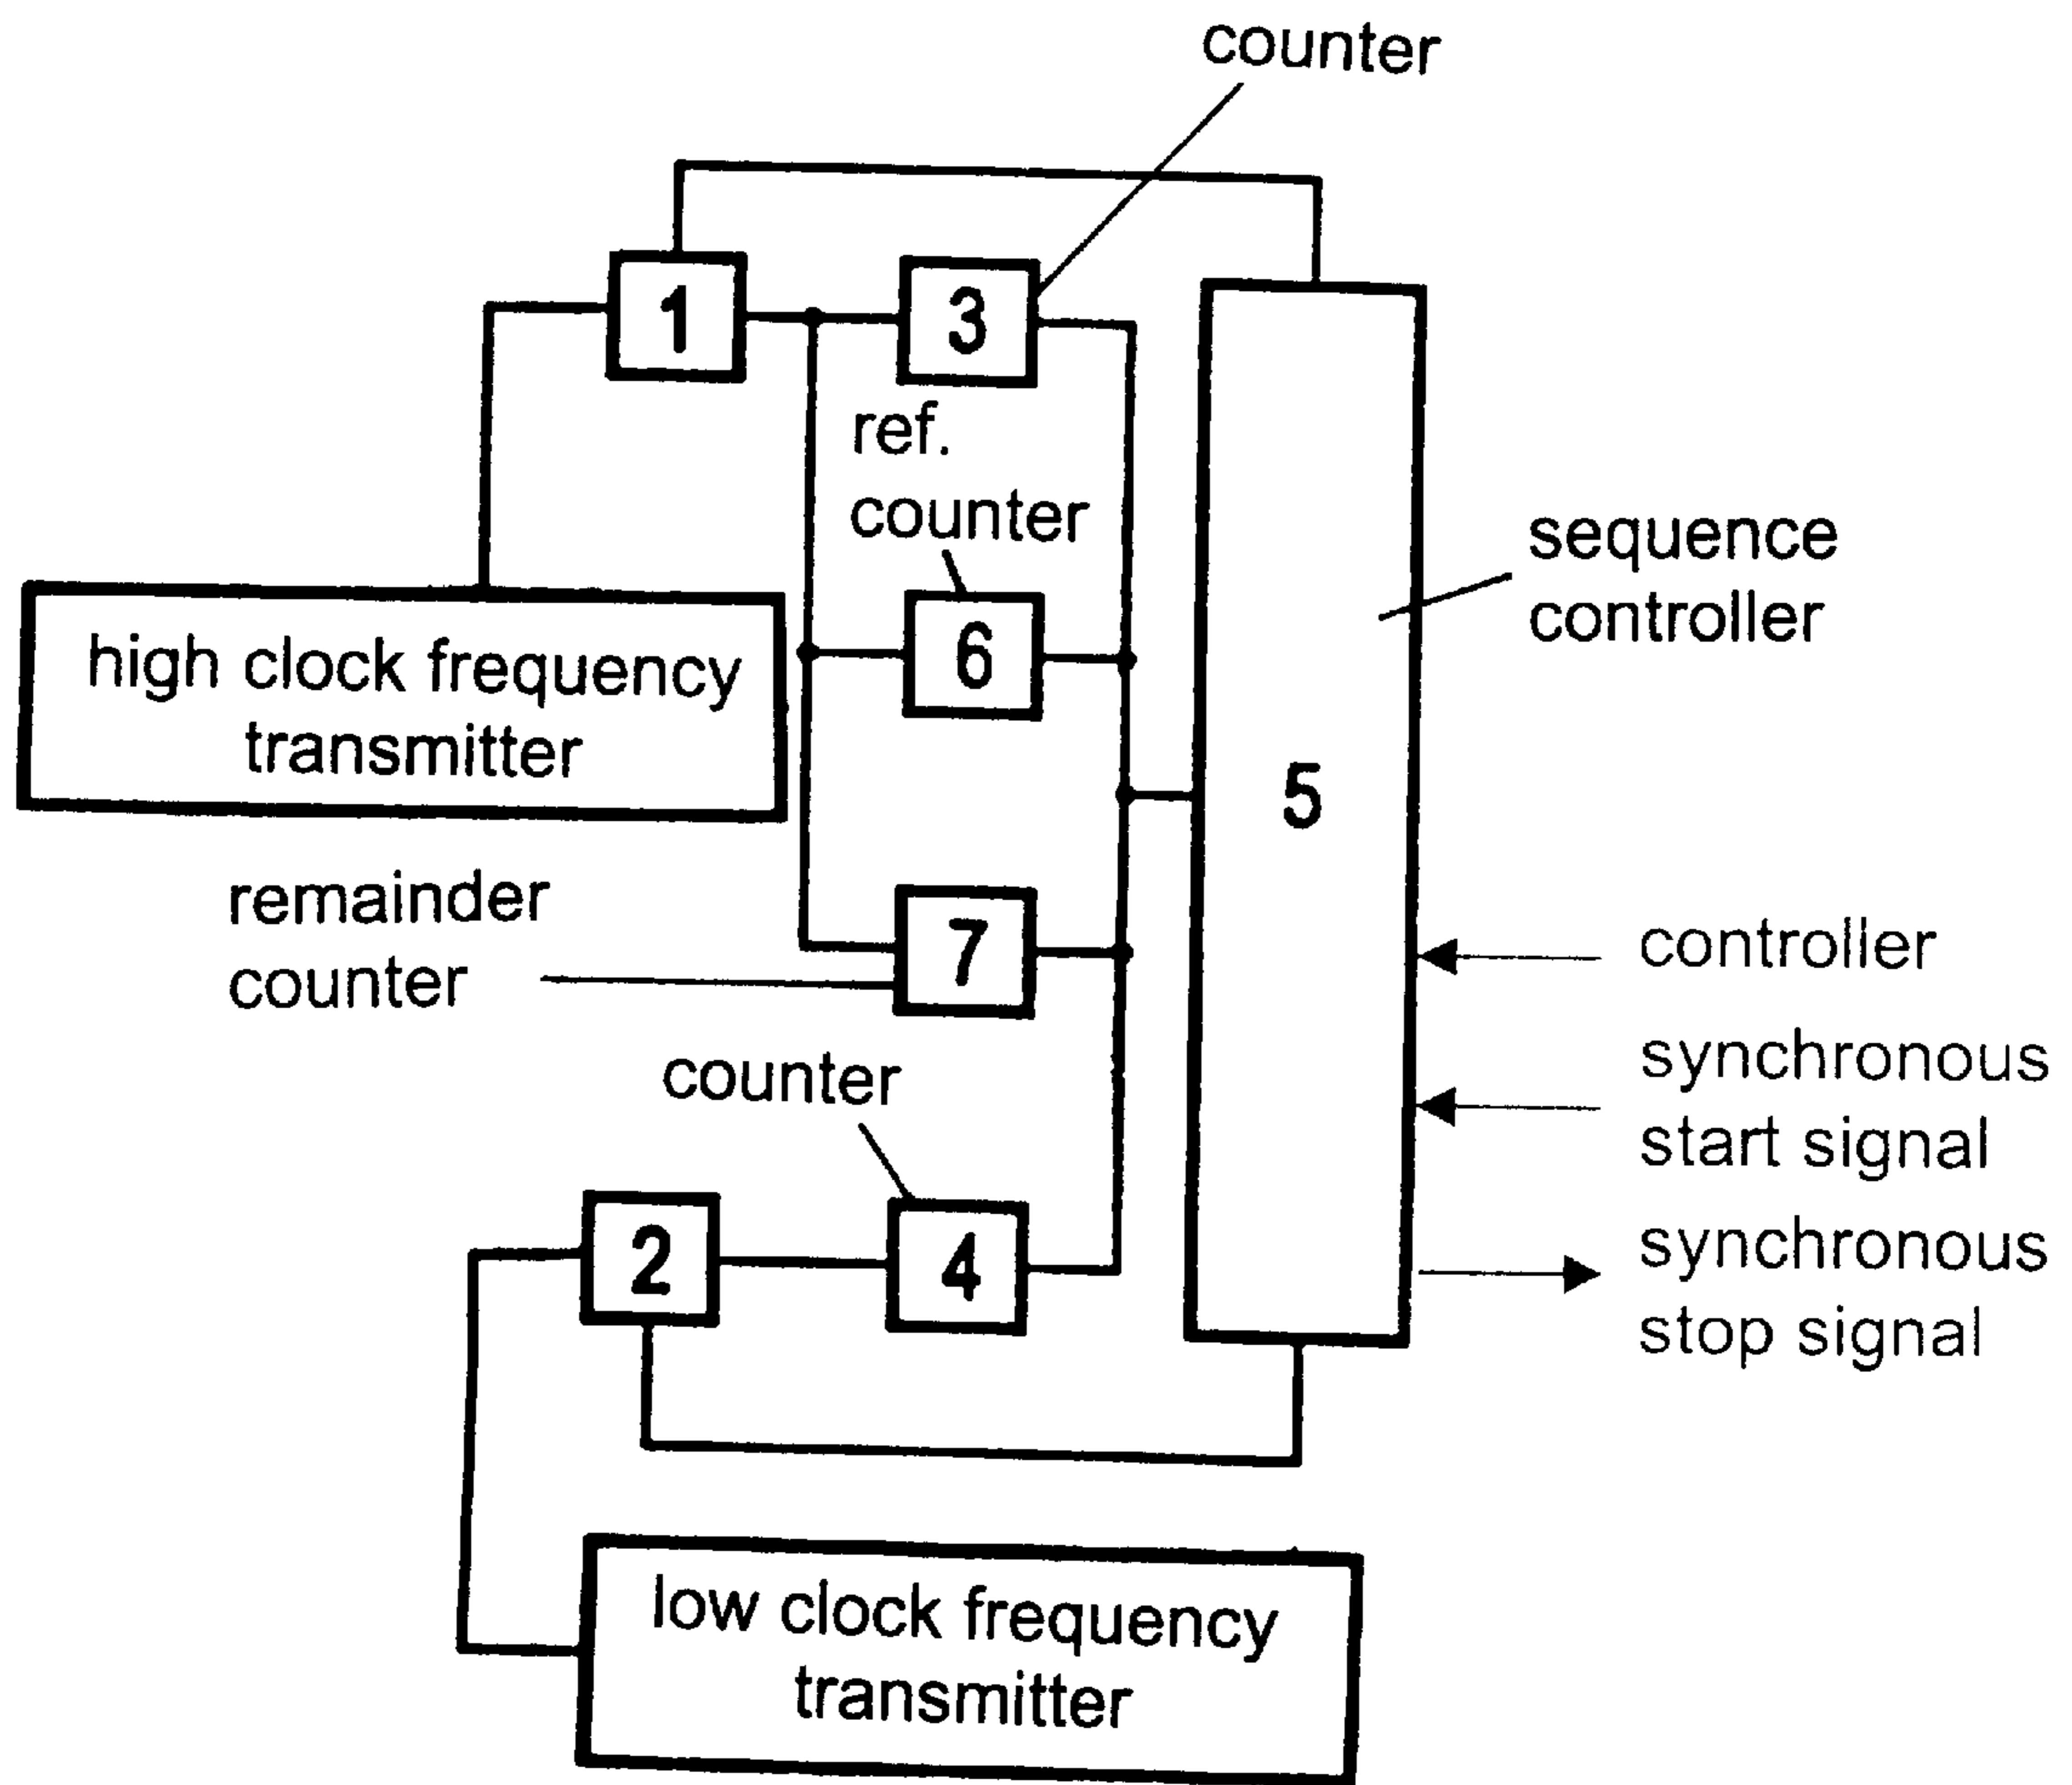 counter
1
3
ref.
counter
sequence
controller
high clock frequency
transmitter
6
5
remainder
counter
7
controller
synchronous
start signal
counter
2
4
synchronous
stop signal
low clock frequency
transmitter